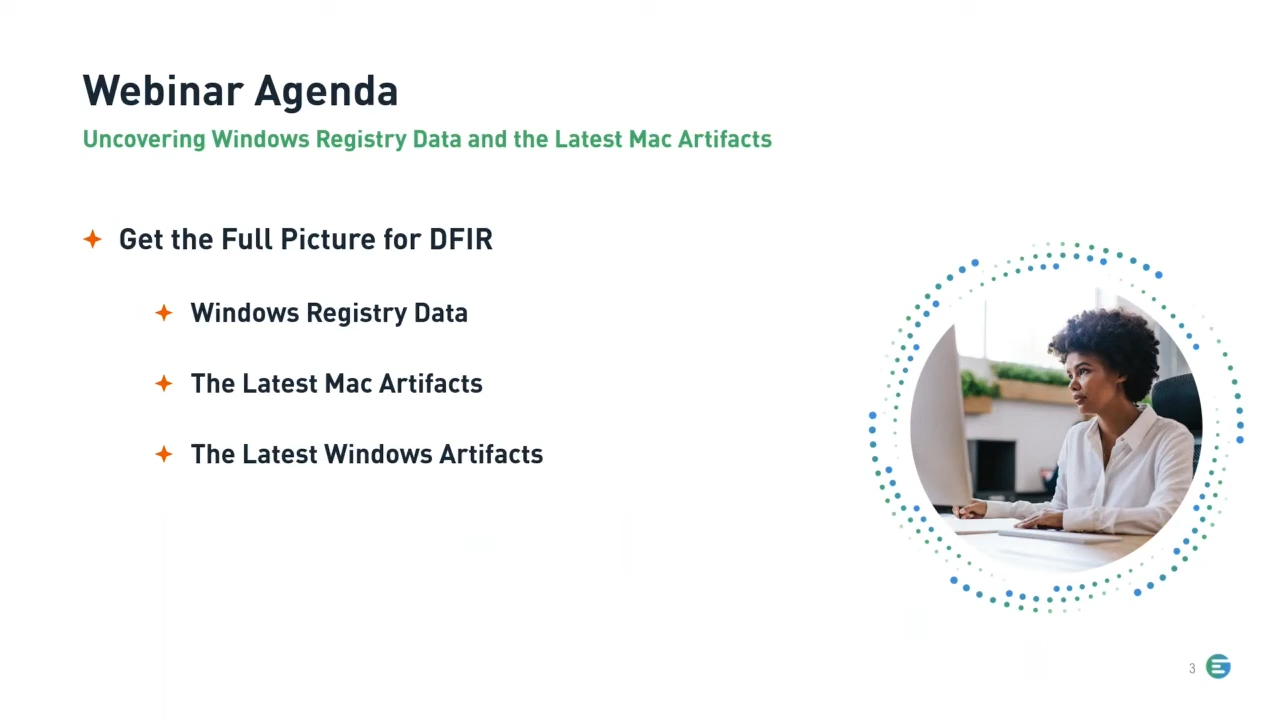 Webinar Agenda
Uncovering Windows Registry Data and the Latest Mac Artifacts
Get the Full Picture for DFIR
Windows Registry Data
The Latest Mac Artifacts
The Latest Windows Artifacts
3